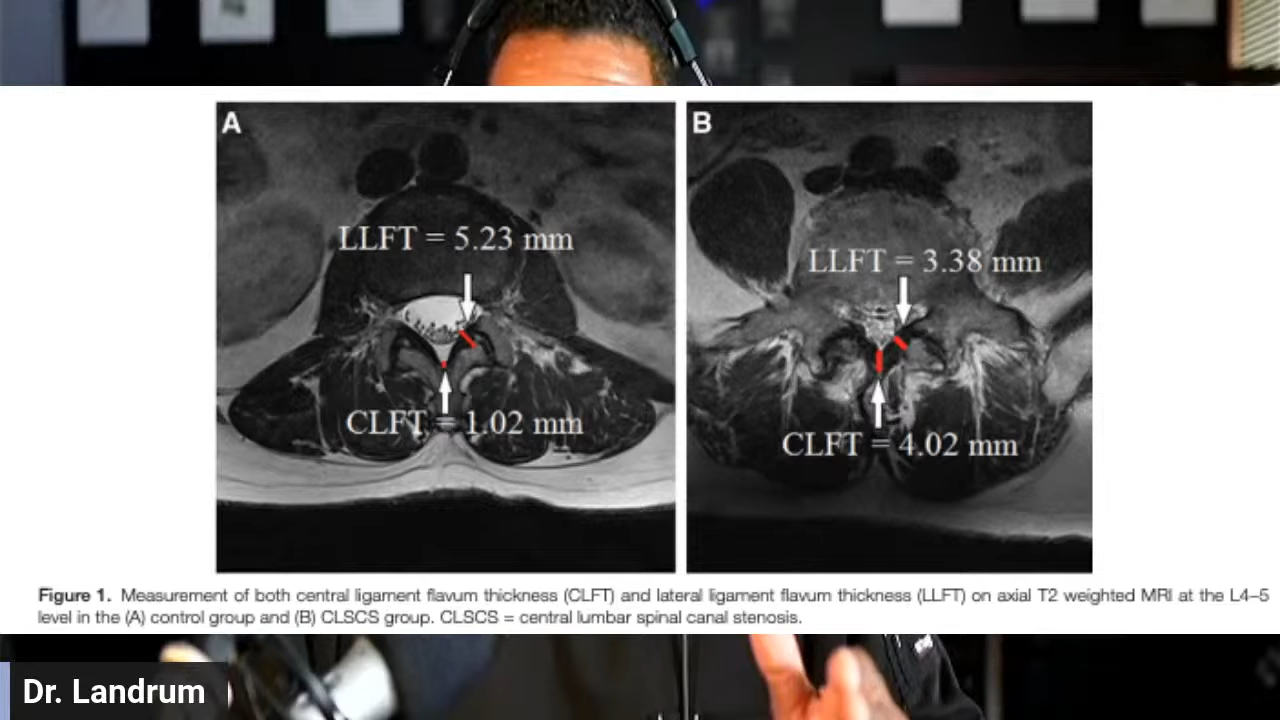 A
B
LLFT = 5.23 mm
LLFT = 3.38 mm
CLFT = 1.02 mm
CLFT = 4.02 mm
Figure 1. Measurement of both central ligament flavum thickness (CLFT) and lateral ligament flavum thickness (LLFT) on axial T2 weighted MRI at the L4–5
level in the (A) control group and (B) CLSCS group. CLSCS = central lumbar spinal canal stenosis.
Dr. Landrum